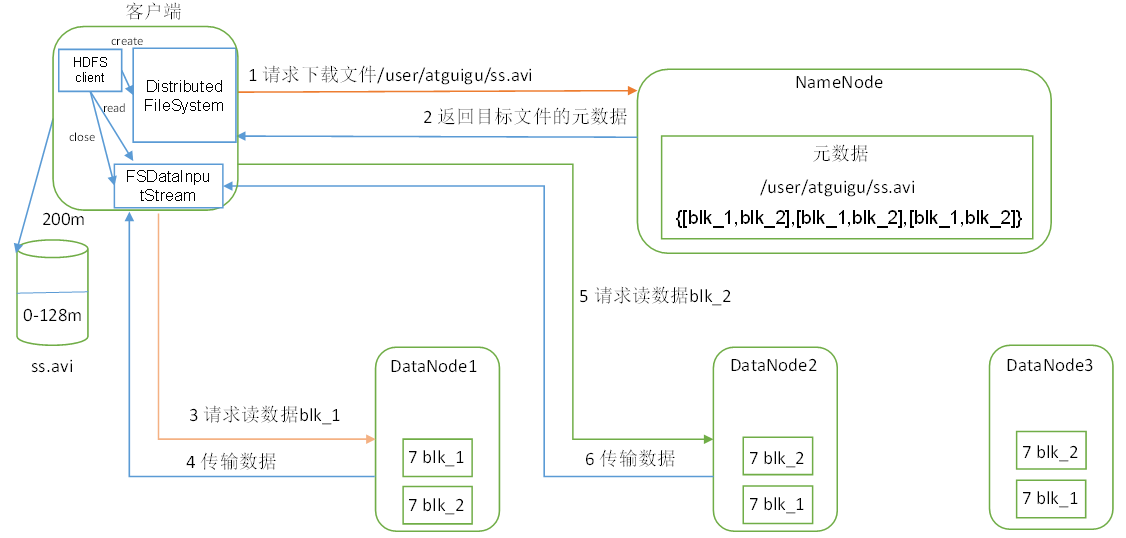 客户端
create
HDFS
client
Distributed
FileSystem
read
close
FSDataInpu
tStream
1 请求下载文件/user/atguigu/ss.avi
2 返回目标文件的元数据
NameNode
元数据
/user/atguigu/ss.avi
{[blk_1,blk_2],[blk_1,blk_2],[blk_1,blk_2]}
200m
0-128m
ss.avi
5 请求读数据blk_2
DataNode1
DataNode2
DataNode3
3 请求读数据blk_1
4 传输数据
6 传输数据
7 blk_1
7 blk_2
7 blk_2
7 blk_1
7 blk_2
7 blk_1